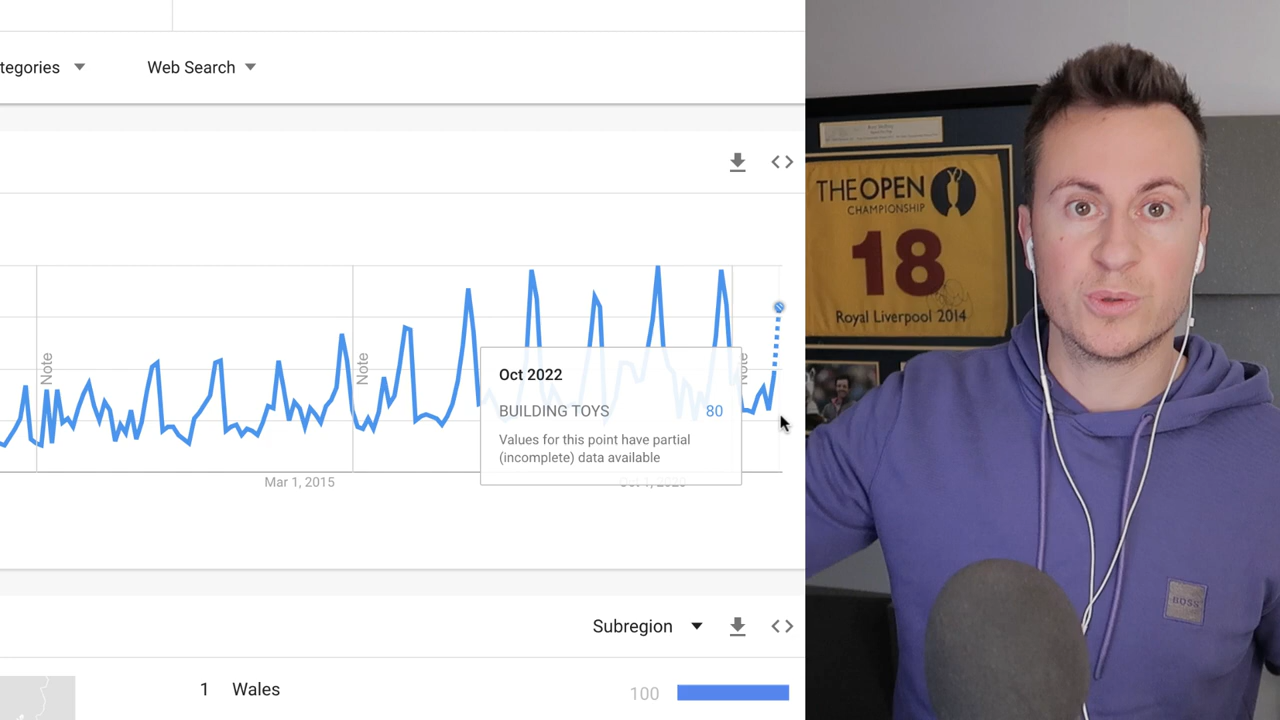 tegories
Web Search
Note
Note
Note
Oct 2022
BUILDING TOYS 80
Values for this point have partial
(incomplete) data available
Mar 1, 2015
Subregion
1 Wales 100
THE OPEN
CHAMPIONSHIP
18
Royal Liverpool 2014
BOSS